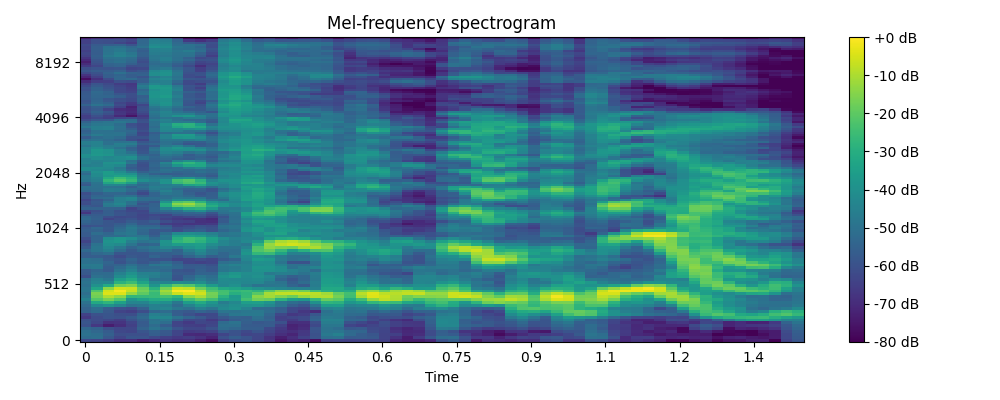 Mel-frequency spectrogram
8192
4096
2048
1024
512
0
Hz
0 0.15 0.3 0.45 0.6 0.75 0.9 1.1 1.2 1.4
Time
+0 dB
-10 dB
-20 dB
-30 dB
-40 dB
-50 dB
-60 dB
-70 dB
-80 dB